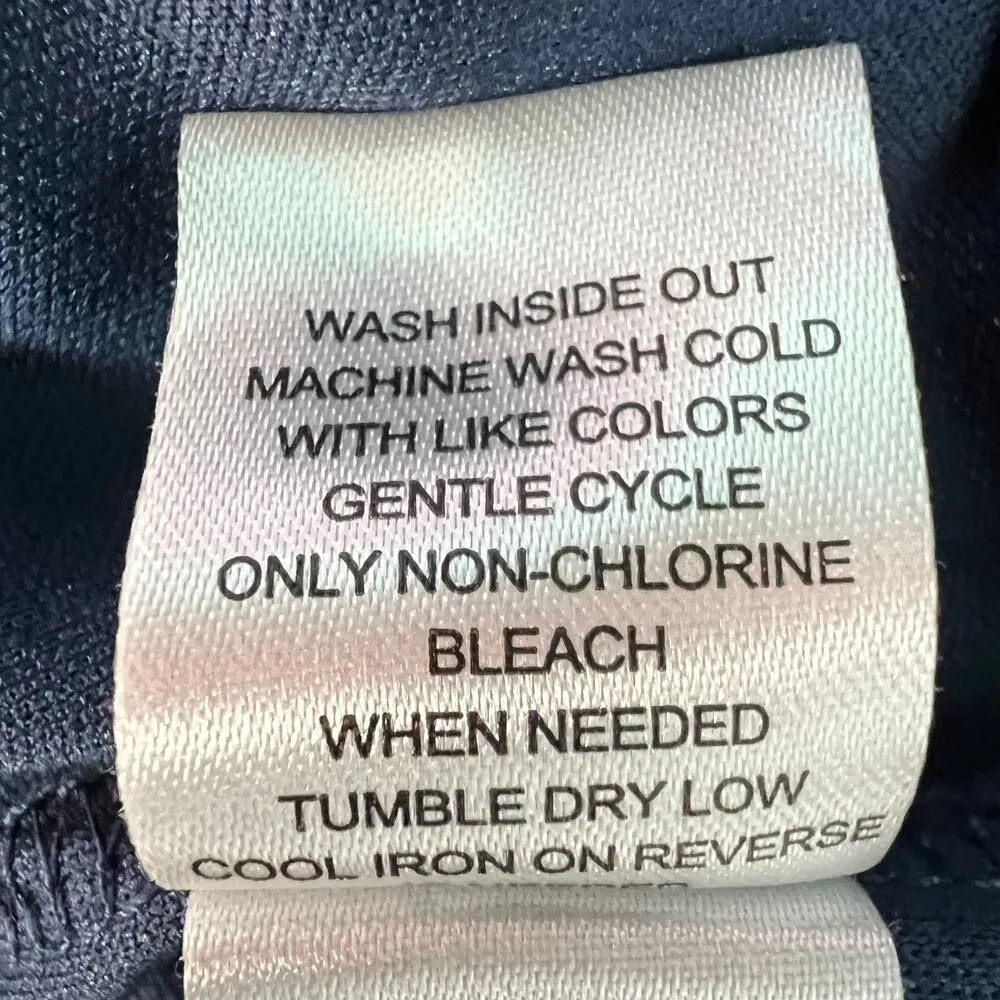 WASH INSIDE OUT
MACHINE WASH COLD
WITH LIKE COLORS
GENTLE CYCLE
ONLY NON-CHLORINE
BLEACH
WHEN NEEDED
TUMBLE DRY LOW
COOL IRON ON REVERSE